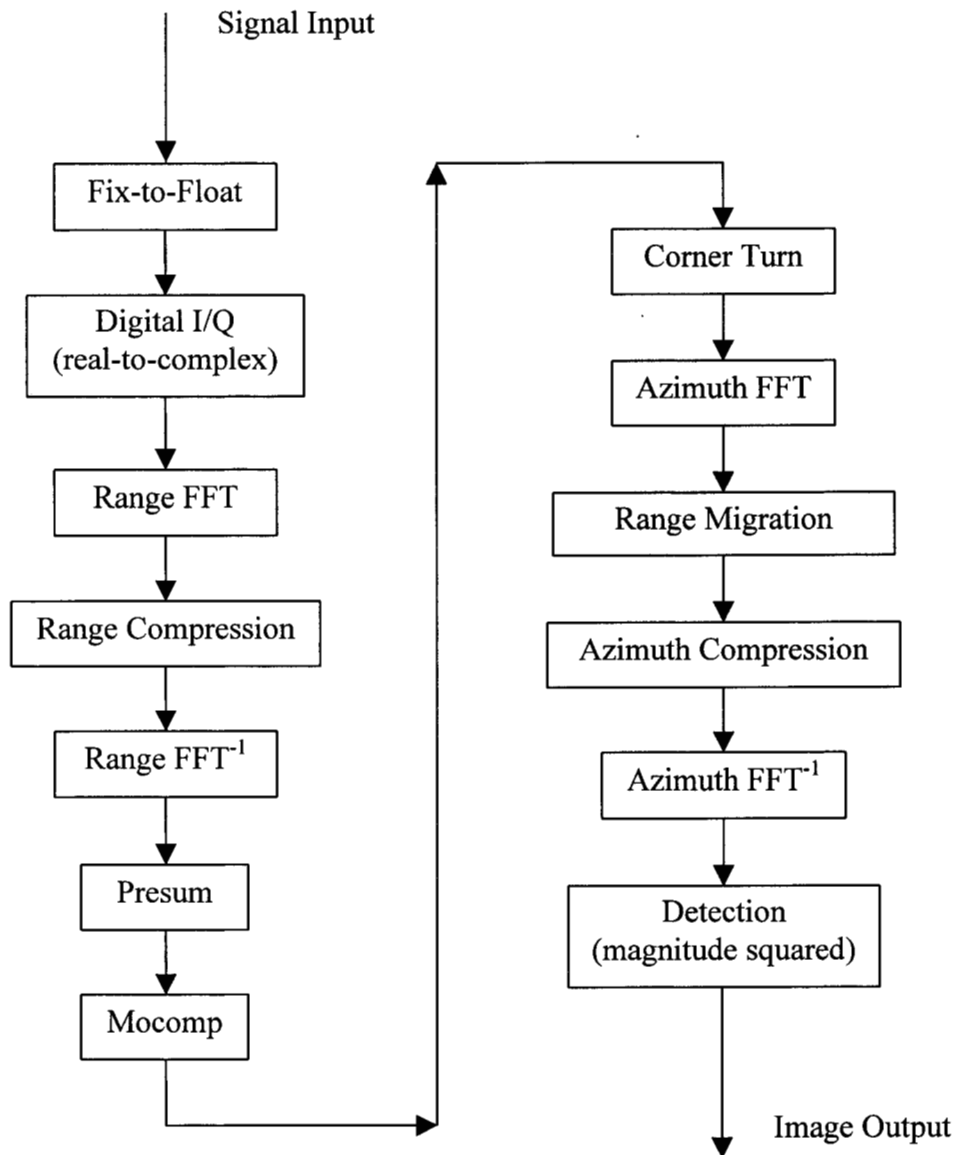 Signal Input
Fix-to-Float
Digital I/Q
(real-to-complex)
Range FFT
Range Compression
Range FFT⁻¹
Presum
Mocomp
Corner Turn
Azimuth FFT
Range Migration
Azimuth Compression
Azimuth FFT⁻¹
Detection
(magnitude squared)
Image Output